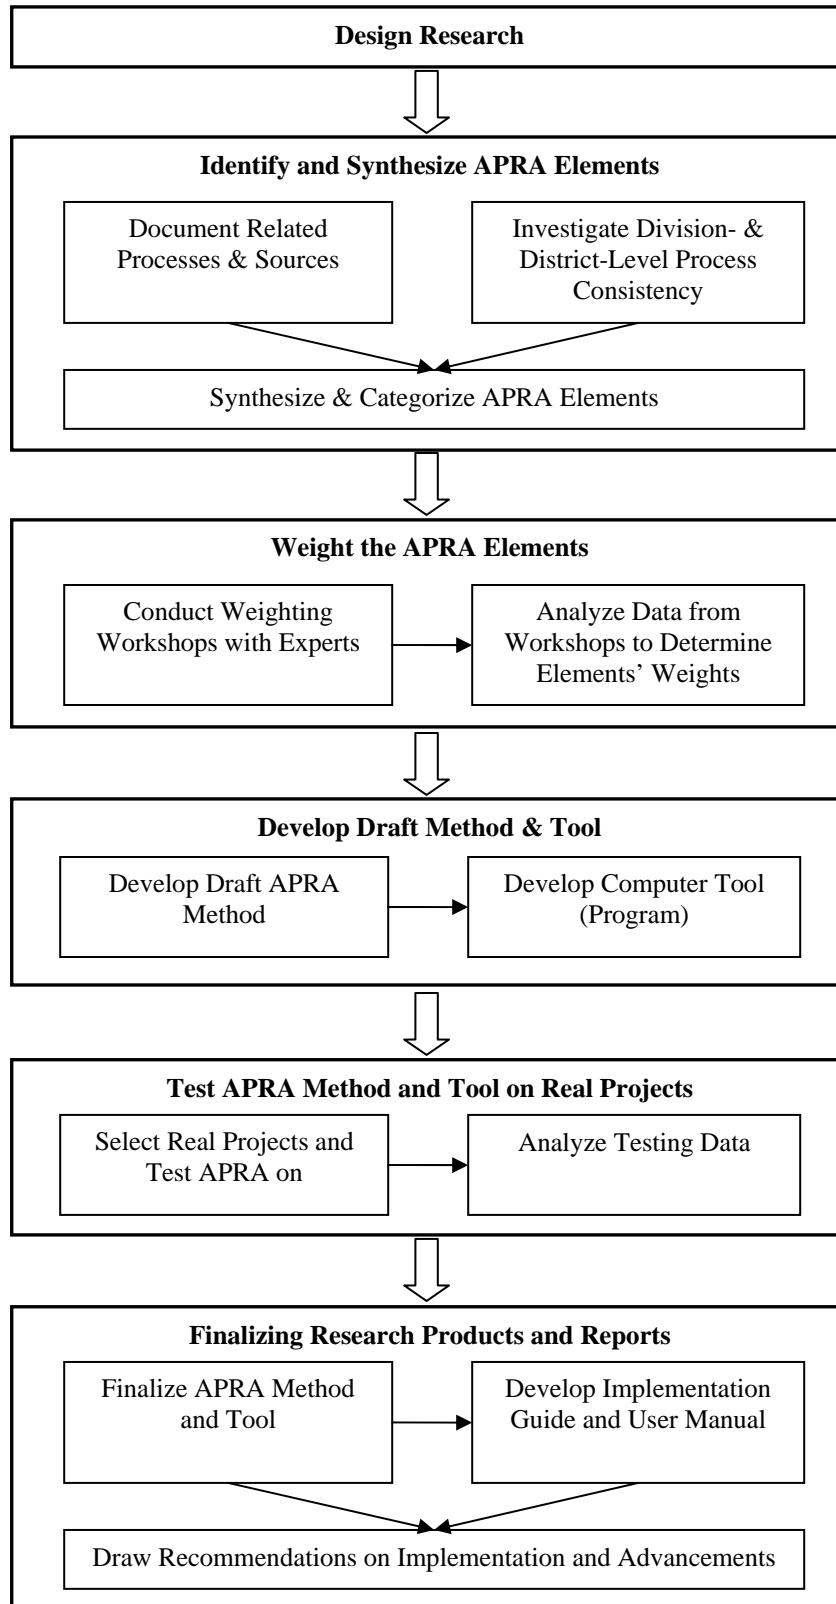 Design Research
Identify and Synthesize APRA Elements
Document Related
Processes & Sources
Investigate Division- &
District-Level Process
Consistency
Synthesize & Categorize APRA Elements
Weight the APRA Elements
Conduct Weighting
Workshops with Experts
Analyze Data from
Workshops to Determine
Elements’ Weights
Develop Draft Method & Tool
Develop Draft APRA
Method
Develop Computer Tool
(Program)
Test APRA Method and Tool on Real Projects
Select Real Projects and
Test APRA on
Analyze Testing Data
Finalizing Research Products and Reports
Finalize APRA Method
and Tool
Develop Implementation
Guide and User Manual
Draw Recommendations on Implementation and Advancements